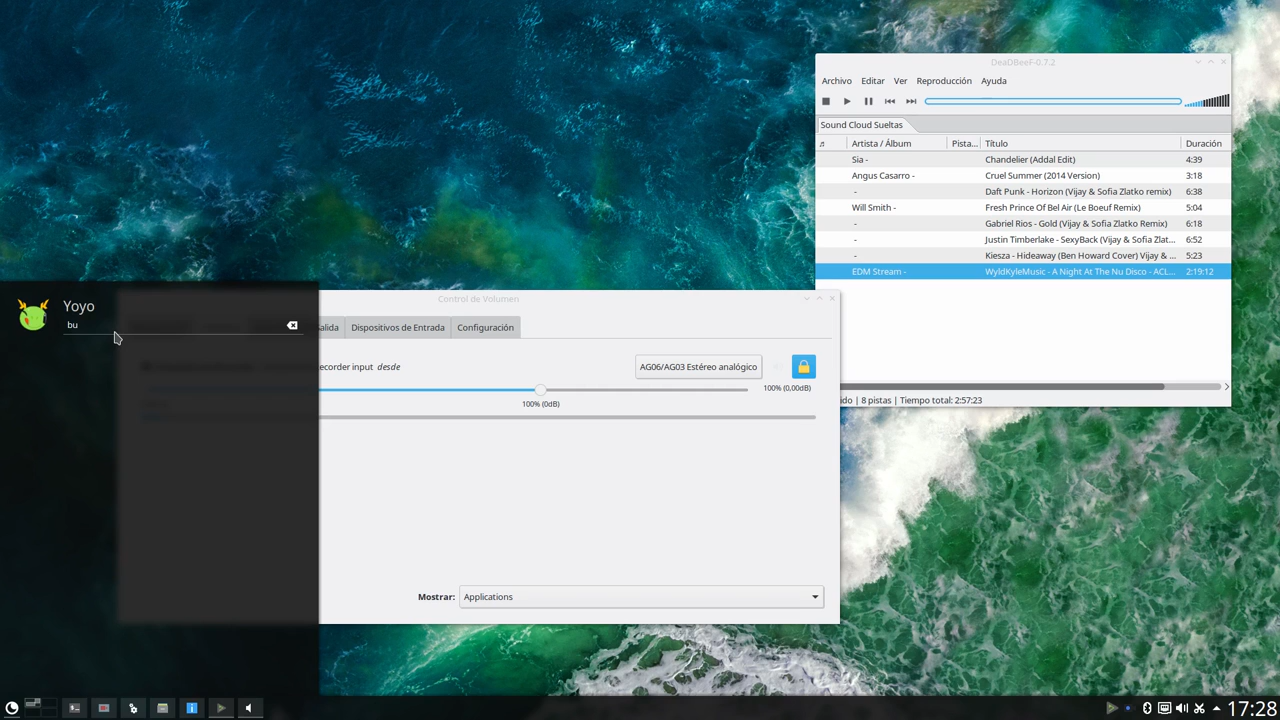 DeaDBeeF-0.7.2
Archivo Editar Ver Reproducción Ayuda
Sound Cloud Sueltas
Artista / Álbum Pista... Título Duración
Sia - Chandelier (Addal Edit) 4:39
Angus Casarro - Cruel Summer (2014 Version) 3:18
- Daft Punk - Horizon (Vijay & Sofia Zlatko remix) 6:38
Will Smith - Fresh Prince Of Bel Air (Le Boeuf Remix) 5:04
- Gabriel Rios - Gold (Vijay & Sofia Zlatko Remix) 6:18
- Justin Timberlake - SexyBack (Vijay & Sofia Zlat... 6:52
- Kiesza - Hideaway (Ben Howard Cover) Vijay & ... 5:23
EDM Stream - WyldKyleMusic - A Night At The Nu Disco - ACL... 2:19:12
8 pistas | Tiempo total: 2:57:23
Yoyo
bu
Control de Volumen
Dispositivos de Entrada Configuración
input desde AG06/AG03 Estéreo analógico
100% (0,00dB)
100% (0dB)
Mostrar: Applications
17:28